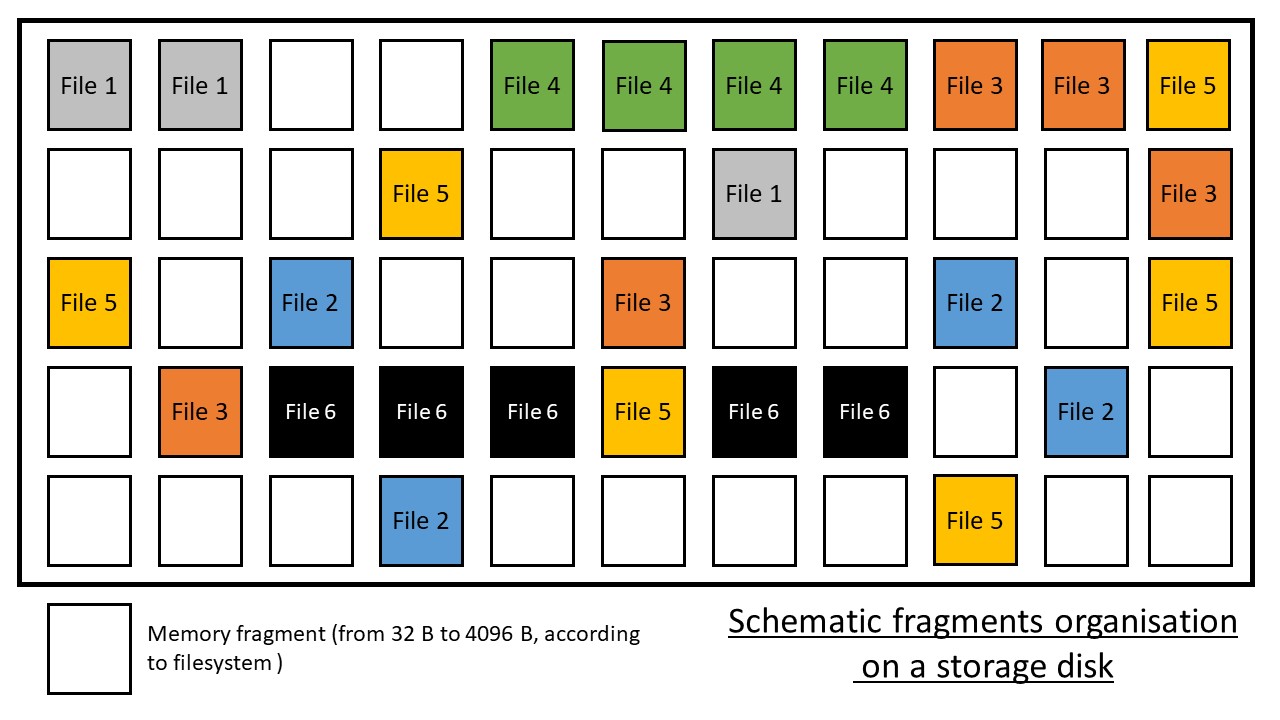 File 1 File 1 File 4 File 4 File 4 File 4 File 3 File 3 File 5
File 5 File 1 File 3
File 5 File 2 File 3 File 2 File 5
File 3 File 6 File 6 File 6 File 5 File 6 File 6 File 2
File 2 File 5
Memory fragment (from 32 B to 4096 B, according
to filesystem )
Schematic fragments organisation
on a storage disk